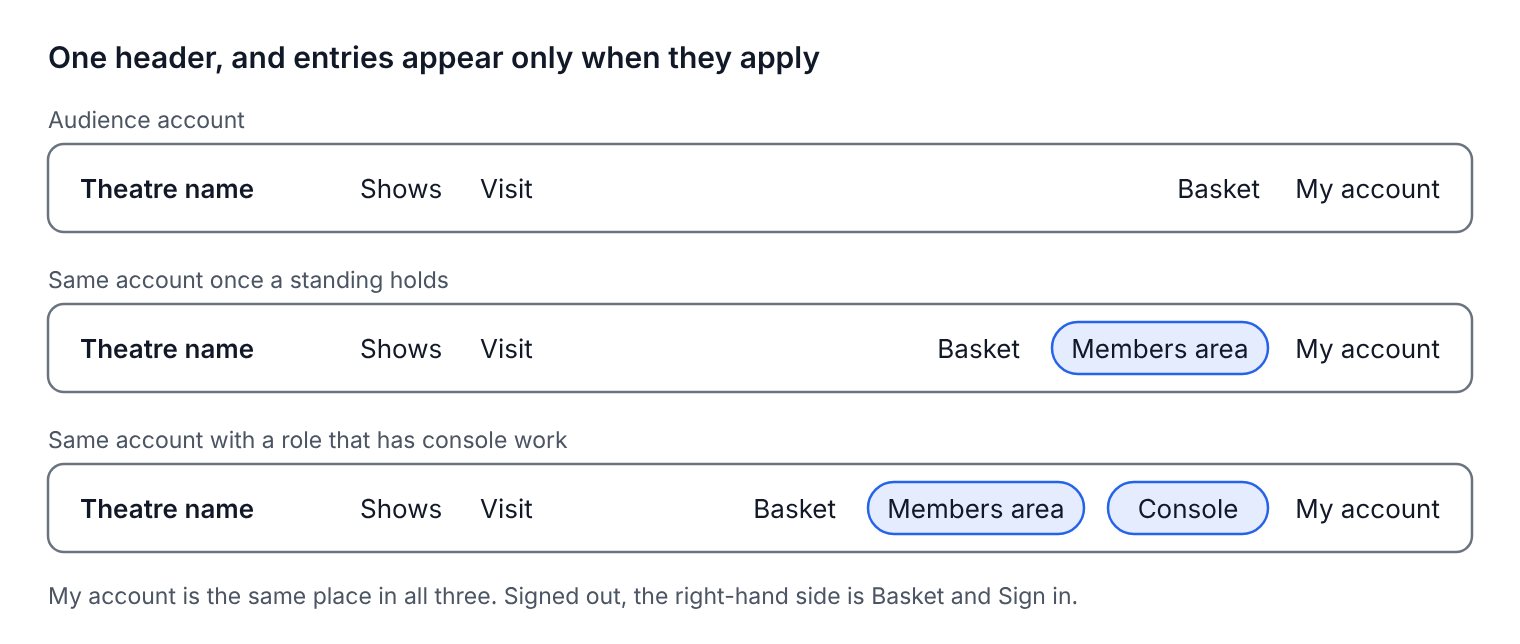 One header, and entries appear only when they apply
Audience account
Theatre name Shows Visit Basket My account
Same account once a standing holds
Theatre name Shows Visit Basket Members area My account
Same account with a role that has console work
Theatre name Shows Visit Basket Members area Console My account
My account is the same place in all three. Signed out, the right-hand side is Basket and Sign in.